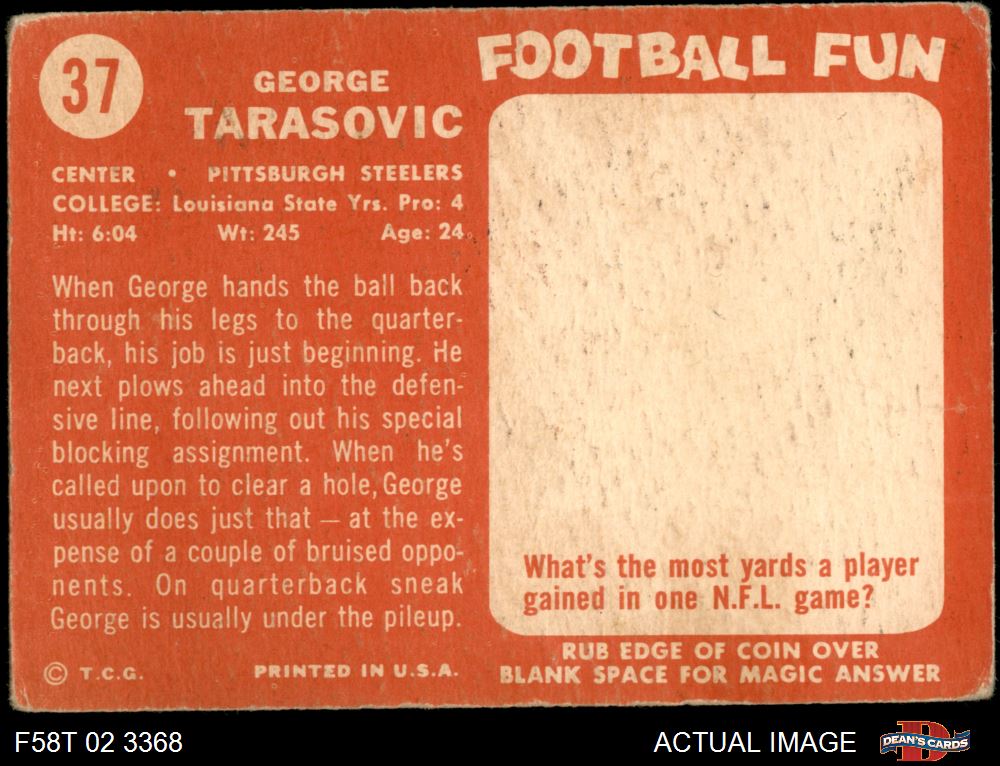 37
GEORGE
TARASOVIC
CENTER • PITTSBURGH STEELERS
COLLEGE: Louisiana State Yrs. Pro: 4
Ht: 6:04 Wt: 245 Age: 24
When George hands the ball back
through his legs to the quarter-
back, his job is just beginning. He
next plows ahead into the defen-
sive line, following out his special
blocking assignment. When he's
called upon to clear a hole, George
usually does just that — at the ex-
pense of a couple of bruised oppo-
nents. On quarterback sneak
George is usually under the pileup.
© T.C.G. PRINTED IN U.S.A.
FOOTBALL FUN
What's the most yards a player
gained in one N.F.L. game?
RUB EDGE OF COIN OVER
BLANK SPACE FOR MAGIC ANSWER
F58T 02 3368
ACTUAL IMAGE
DEAN'S CARDS